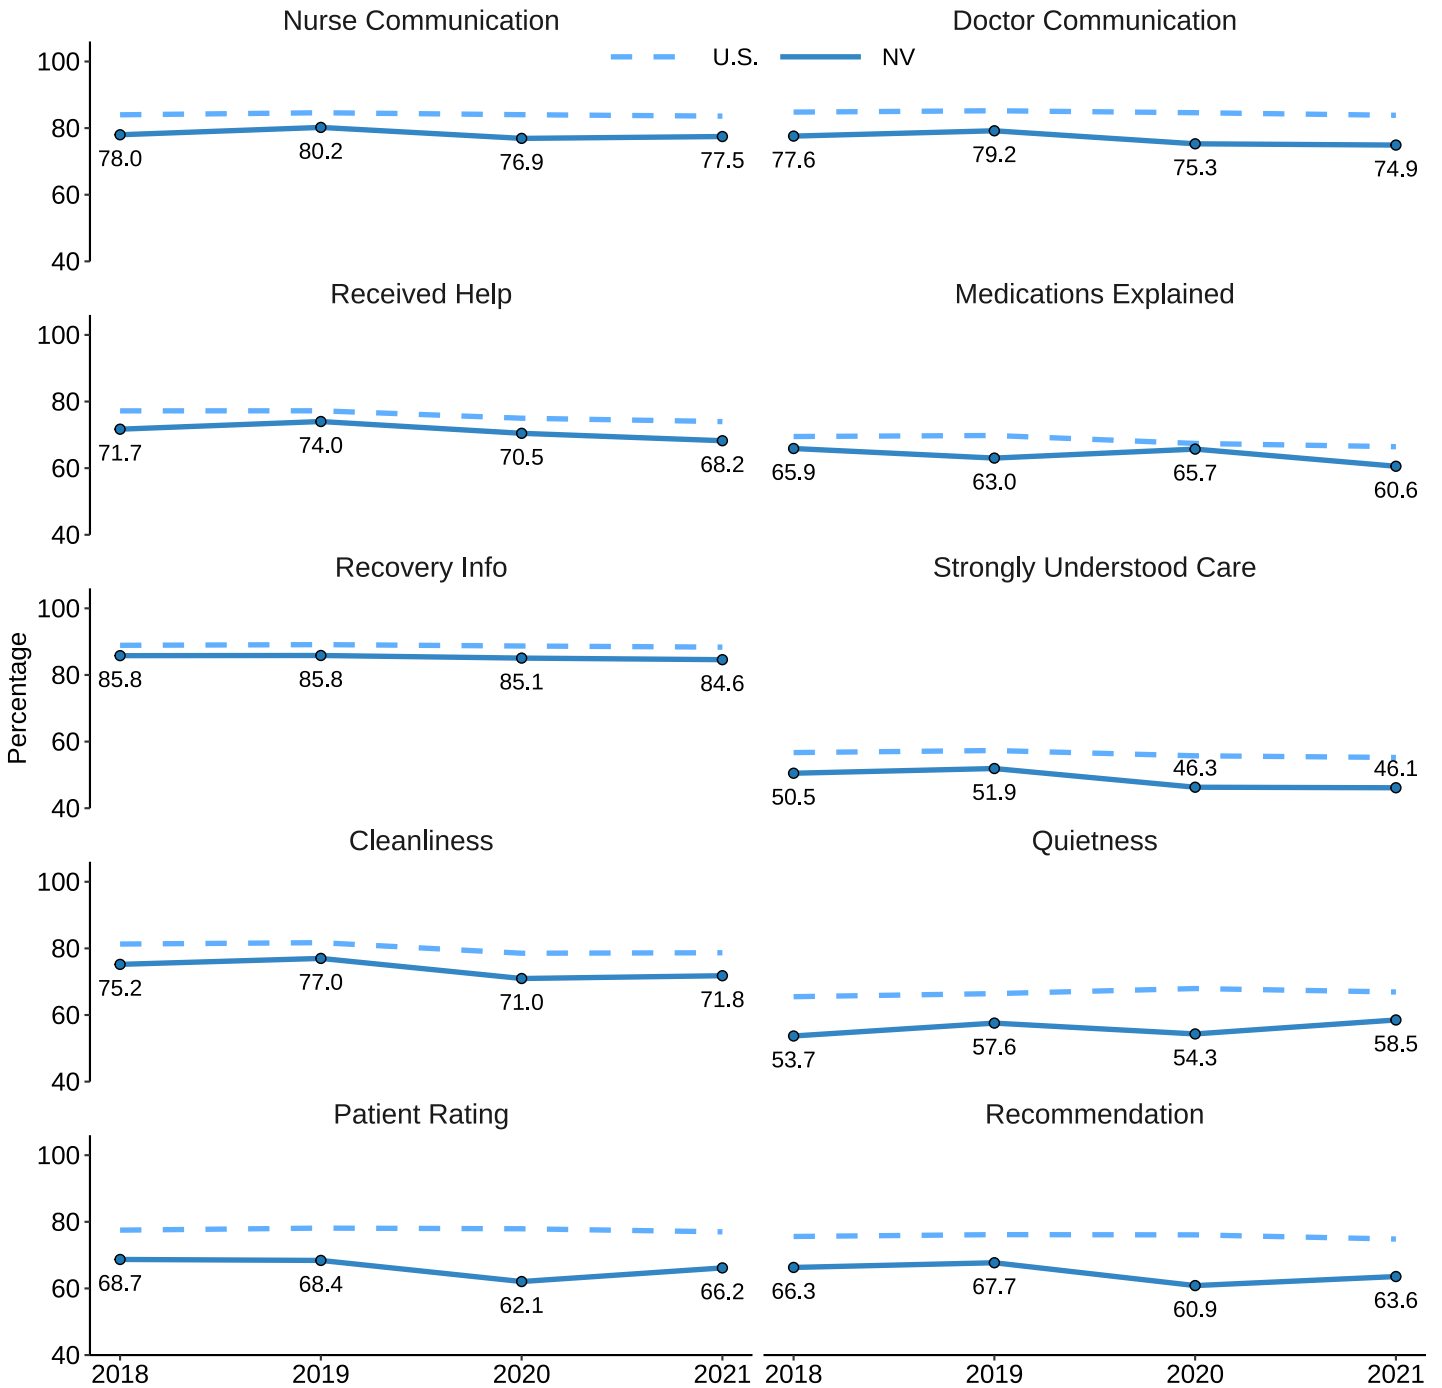 Nurse Communication
Doctor Communication
U.S. NV
100
80
60
40
78.0 80.2 76.9 77.5
77.6 79.2 75.3 74.9
Received Help
Medications Explained
100
80
60
40
71.7 74.0 70.5 68.2
65.9 63.0 65.7 60.6
Recovery Info
Strongly Understood Care
Percentage
100
80
60
40
85.8 85.8 85.1 84.6
50.5 51.9 46.3 46.1
Cleanliness
Quietness
100
80
60
40
75.2 77.0 71.0 71.8
53.7 57.6 54.3 58.5
Patient Rating
Recommendation
100
80
60
40
68.7 68.4 62.1 66.2
66.3 67.7 60.9 63.6
2018 2019 2020 2021
2018 2019 2020 2021